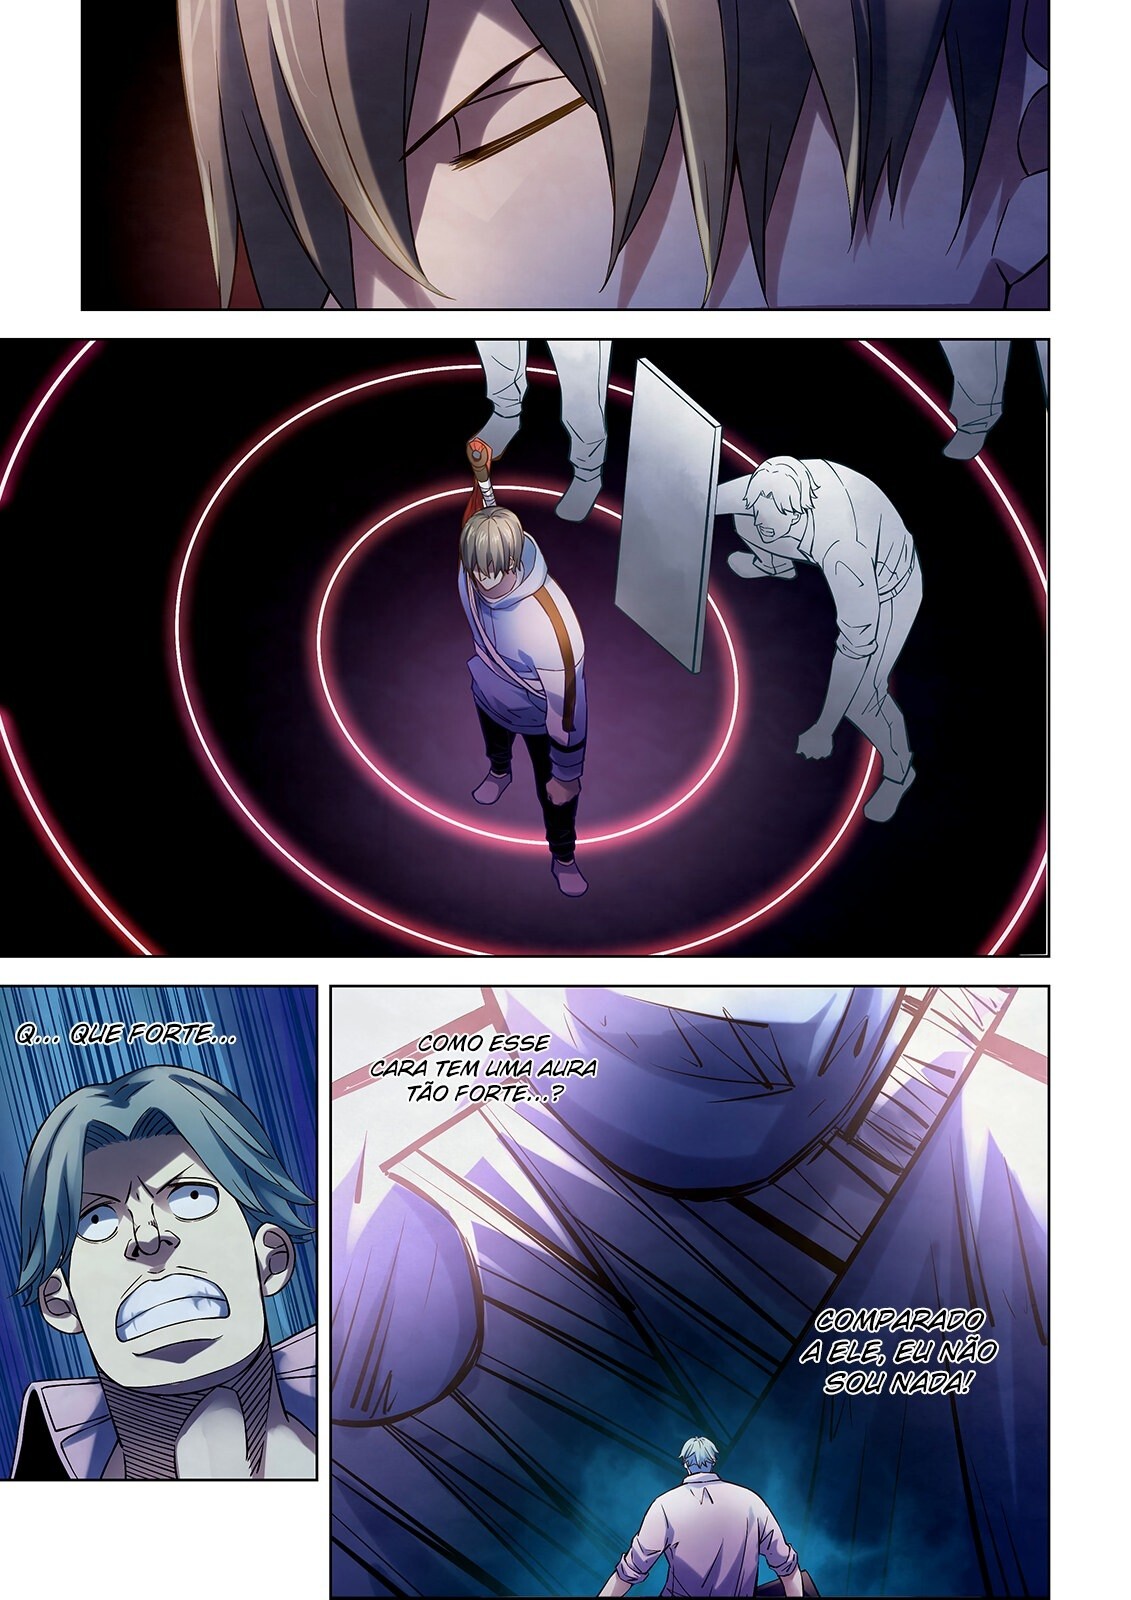 Q... QUE FORTE...
COMO ESSE
CARA TEM UMA AURA
TÃO FORTE...?
COMPARADO
A ELE, EU NÃO
SOU NADA!